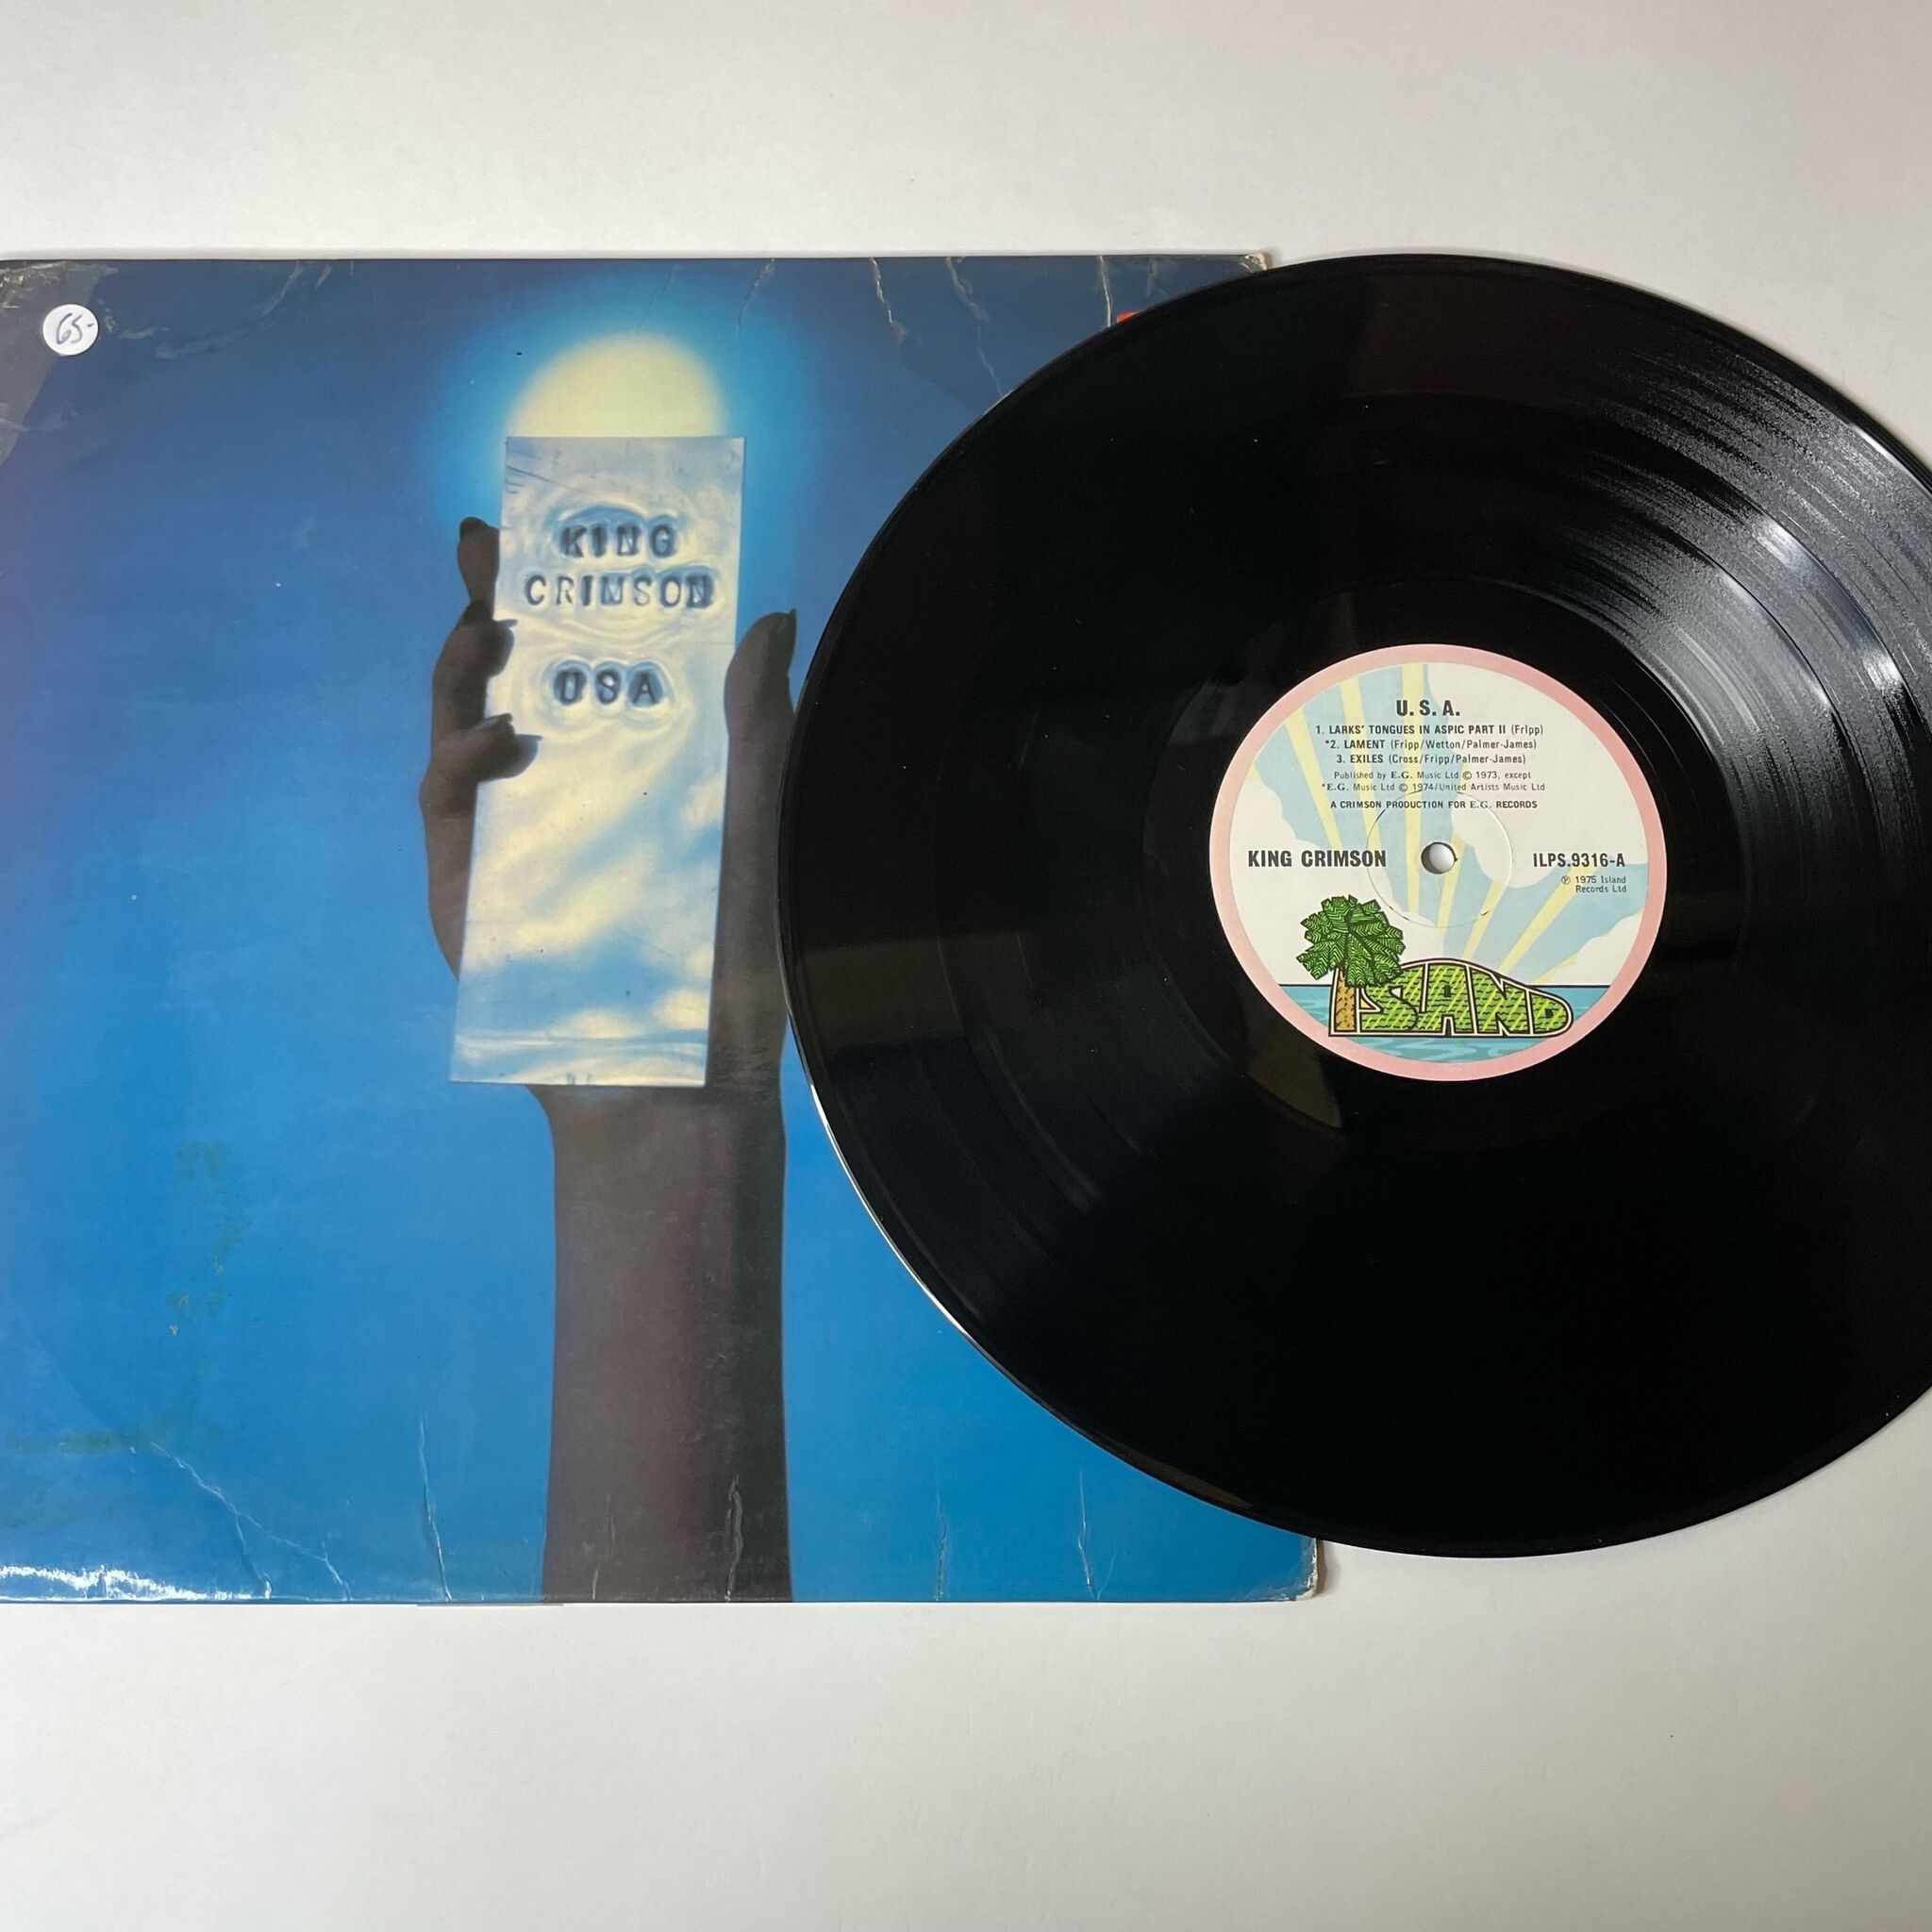 65-
KING
CRIMSON
USA
U. S. A.
1. LARKS' TONGUES IN ASPIC PART II (Fripp)
*2. LAMENT (Fripp/Wetton/Palmer-James)
3. EXILES (Cross/Fripp/Palmer-James)
Published by E.G. Music Ltd © 1973, except
*E.G. Music Ltd © 1974/United Artists Music Ltd
A CRIMSON PRODUCTION FOR E.G. RECORDS
KING CRIMSON
ILPS.9316-A
℗ 1975 Island
Records Ltd
ISLAND